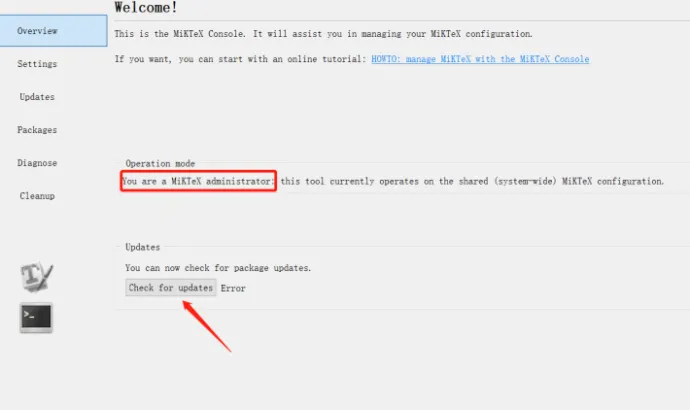 Welcome!
Overview
This is the MiKTeX Console. It will assist you in managing your MiKTeX configuration.
If you want, you can start with an online tutorial: HOWTO: manage MiKTeX with the MiKTeX Console
Settings
Updates
Packages
Diagnose
Cleanup
Operation mode
You are a MiKTeX administrator: this tool currently operates on the shared (system-wide) MiKTeX configuration.
Updates
You can now check for package updates.
Check for updates Error
>_